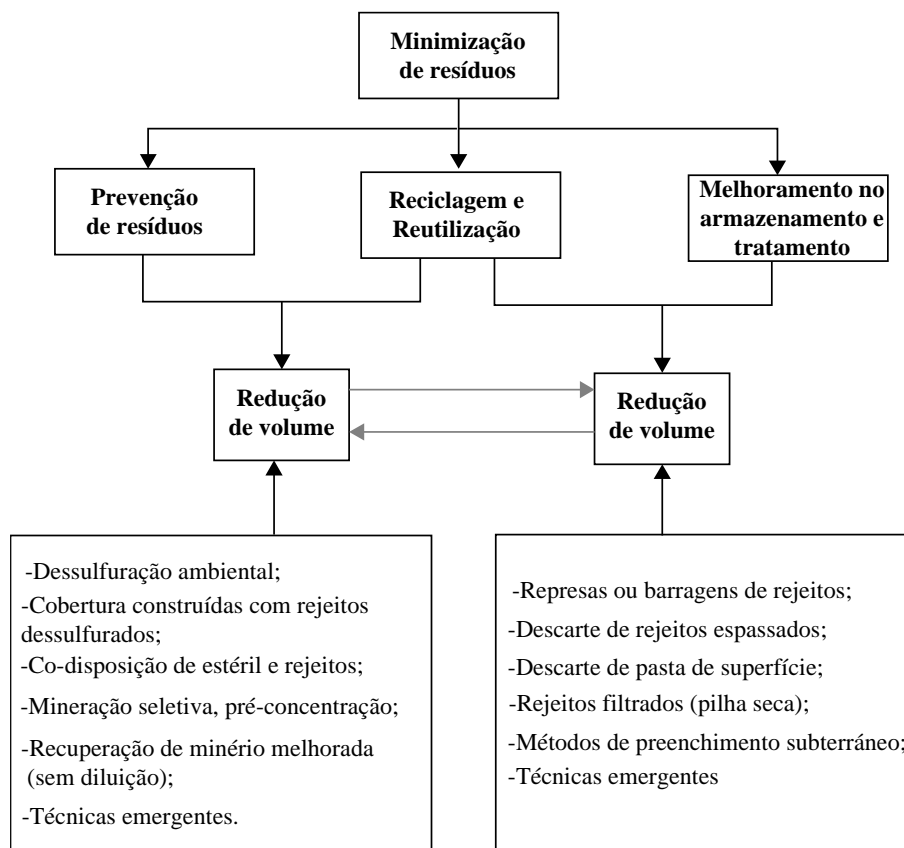 Minimização
de resíduos
Prevenção
de resíduos
Reciclagem e
Reutilização
Melhoramento no
armazenamento e
tratamento
Redução
de volume
Redução
de volume
-Dessulfuração ambiental;
-Cobertura construídas com rejeitos
dessulfurados;
-Co-disposição de estéril e rejeitos;
-Mineração seletiva, pré-concentração;
-Recuperação de minério melhorada
(sem diluição);
-Técnicas emergentes.
-Represas ou barragens de rejeitos;
-Descarte de rejeitos espassados;
-Descarte de pasta de superfície;
-Rejeitos filtrados (pilha seca);
-Métodos de preenchimento subterráneo;
-Técnicas emergentes